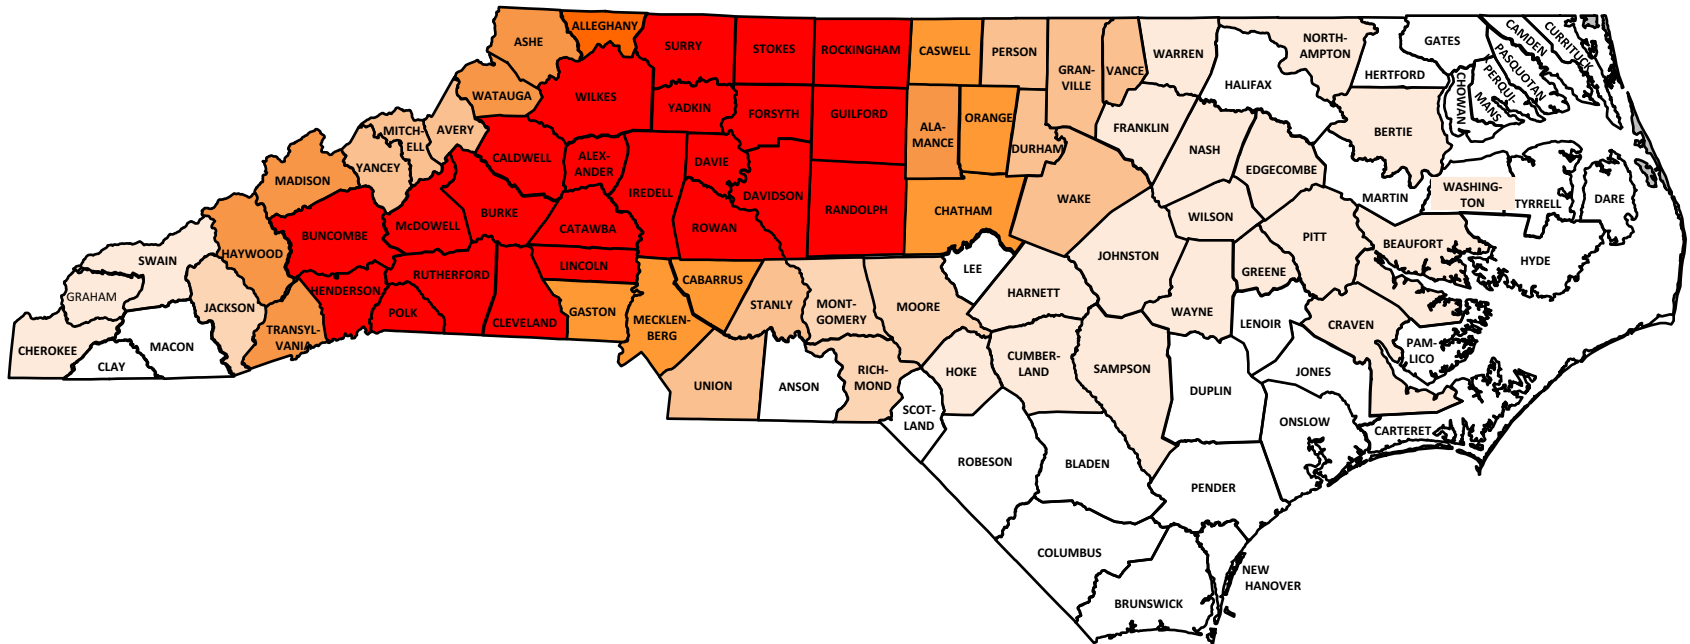 ASHE
ALLEGHANY
SURRY
STOKES
ROCKINGHAM
CASWELL
PERSON
GRAN-
VILLE
VANCE
WARREN
NORTH-
AMPTON
GATES
CAMDEN
CURRITUCK
PASQUOTAN
PERQUI-
MANS
CHOWAN
HERTFORD
HALIFAX
WATAUGA
WILKES
YADKIN
FORSYTH
GUILFORD
ALA-
MANCE
ORANGE
DURHAM
FRANKLIN
NASH
EDGECOMBE
BERTIE
MITCH-
ELL
AVERY
YANCEY
CALDWELL
ALEX-
ANDER
DAVIE
IREDELL
DAVIDSON
RANDOLPH
CHATHAM
WAKE
WILSON
MARTIN
WASHING-
TON
TYRRELL
DARE
MADISON
BUNCOMBE
McDOWELL
BURKE
CATAWBA
ROWAN
JOHNSTON
PITT
BEAUFORT
HYDE
SWAIN
HAYWOOD
RUTHERFORD
LINCOLN
LEE
GREENE
GRAHAM
JACKSON
HENDERSON
POLK
CLEVELAND
GASTON
CABARRUS
MECKLEN-
BERG
STANLY
MONT-
GOMERY
MOORE
HARNETT
WAYNE
LENOIR
CRAVEN
PAM-
LICO
CHEROKEE
CLAY
MACON
TRANSYL-
VANIA
UNION
ANSON
RICH-
MOND
HOKE
CUMBER-
LAND
SAMPSON
DUPLIN
JONES
SCOT-
LAND
ONSLOW
CARTERET
ROBESON
BLADEN
PENDER
COLUMBUS
BRUNSWICK
NEW
HANOVER